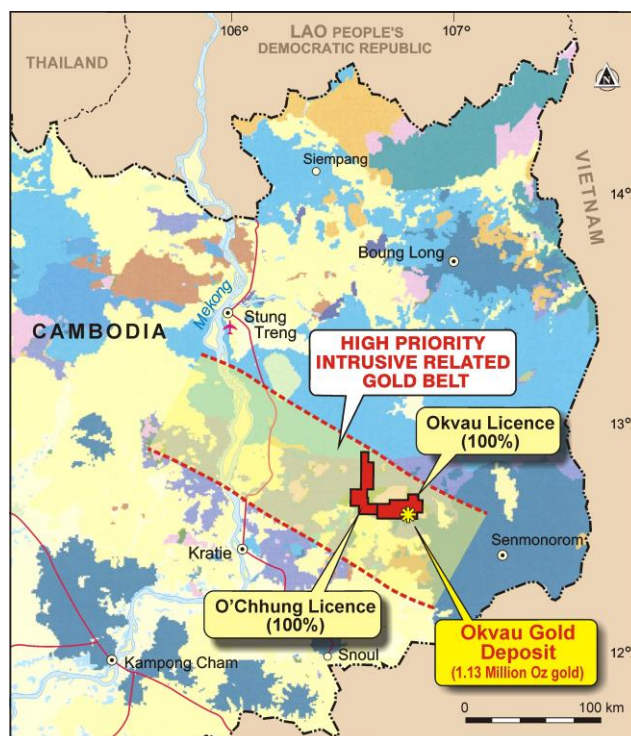 106°
107°
LAO PEOPLE'S
DEMOCRATIC REPUBLIC
THAILAND
N
VIETNAM
Siempang
14°
Boung Long
Mekong
Stung
Treng
CAMBODIA
HIGH PRIORITY
INTRUSIVE RELATED
GOLD BELT
Okvau Licence
(100%)
13°
Kratie
Senmonorom
O'Chhung Licence
(100%)
Okvau Gold
Deposit
(1.13 Million Oz gold)
Snoul
12°
Kampong Cham
0
100 km